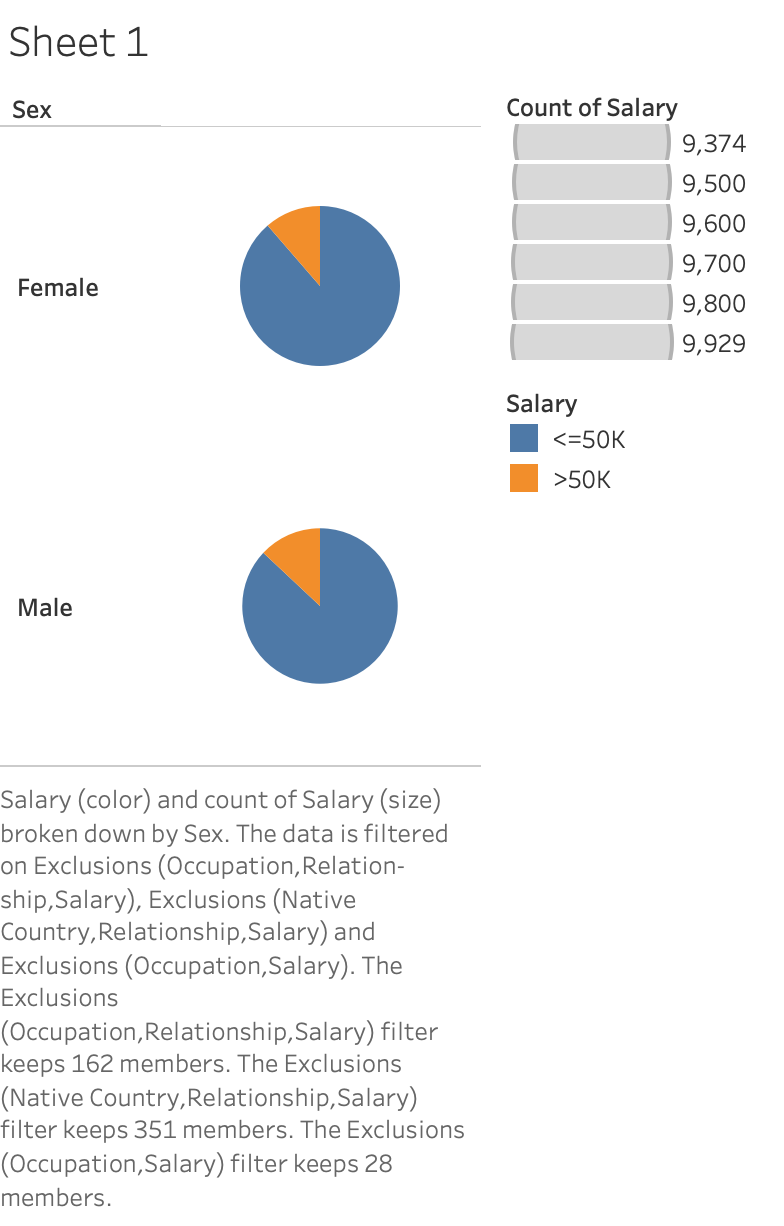 Sheet 1
Sex
Female
Male
Count of Salary
9,374
9,500
9,600
9,700
9,800
9,929
Salary
<=50K
>50K
Salary (color) and count of Salary (size)
broken down by Sex. The data is filtered
on Exclusions (Occupation,Relation-
ship,Salary), Exclusions (Native
Country,Relationship,Salary) and
Exclusions (Occupation,Salary). The
Exclusions
(Occupation,Relationship,Salary) filter
keeps 162 members. The Exclusions
(Native Country,Relationship,Salary)
filter keeps 351 members. The Exclusions
(Occupation,Salary) filter keeps 28
members.